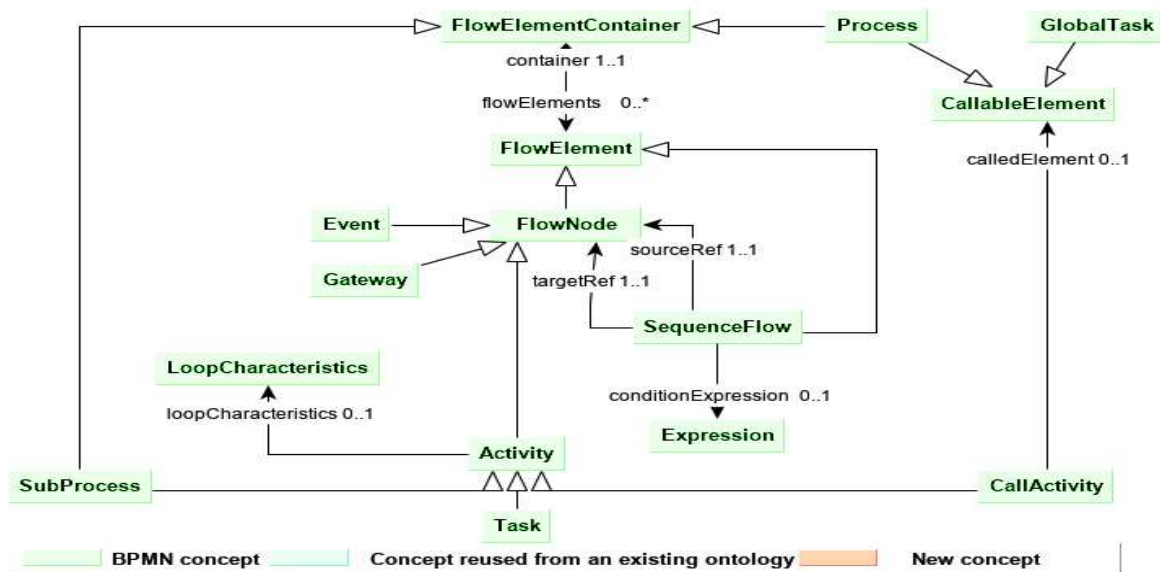 FlowElementContainer
Process
GlobalTask
container 1..1
CallableElement
flowElements 0..*
FlowElement
calledElement 0..1
Event
FlowNode
sourceRef 1..1
Gateway
targetRef 1..1
SequenceFlow
LoopCharacteristics
loopCharacteristics 0..1
conditionExpression 0..1
Expression
Activity
SubProcess
CallActivity
Task
BPMN concept
Concept reused from an existing ontology
New concept